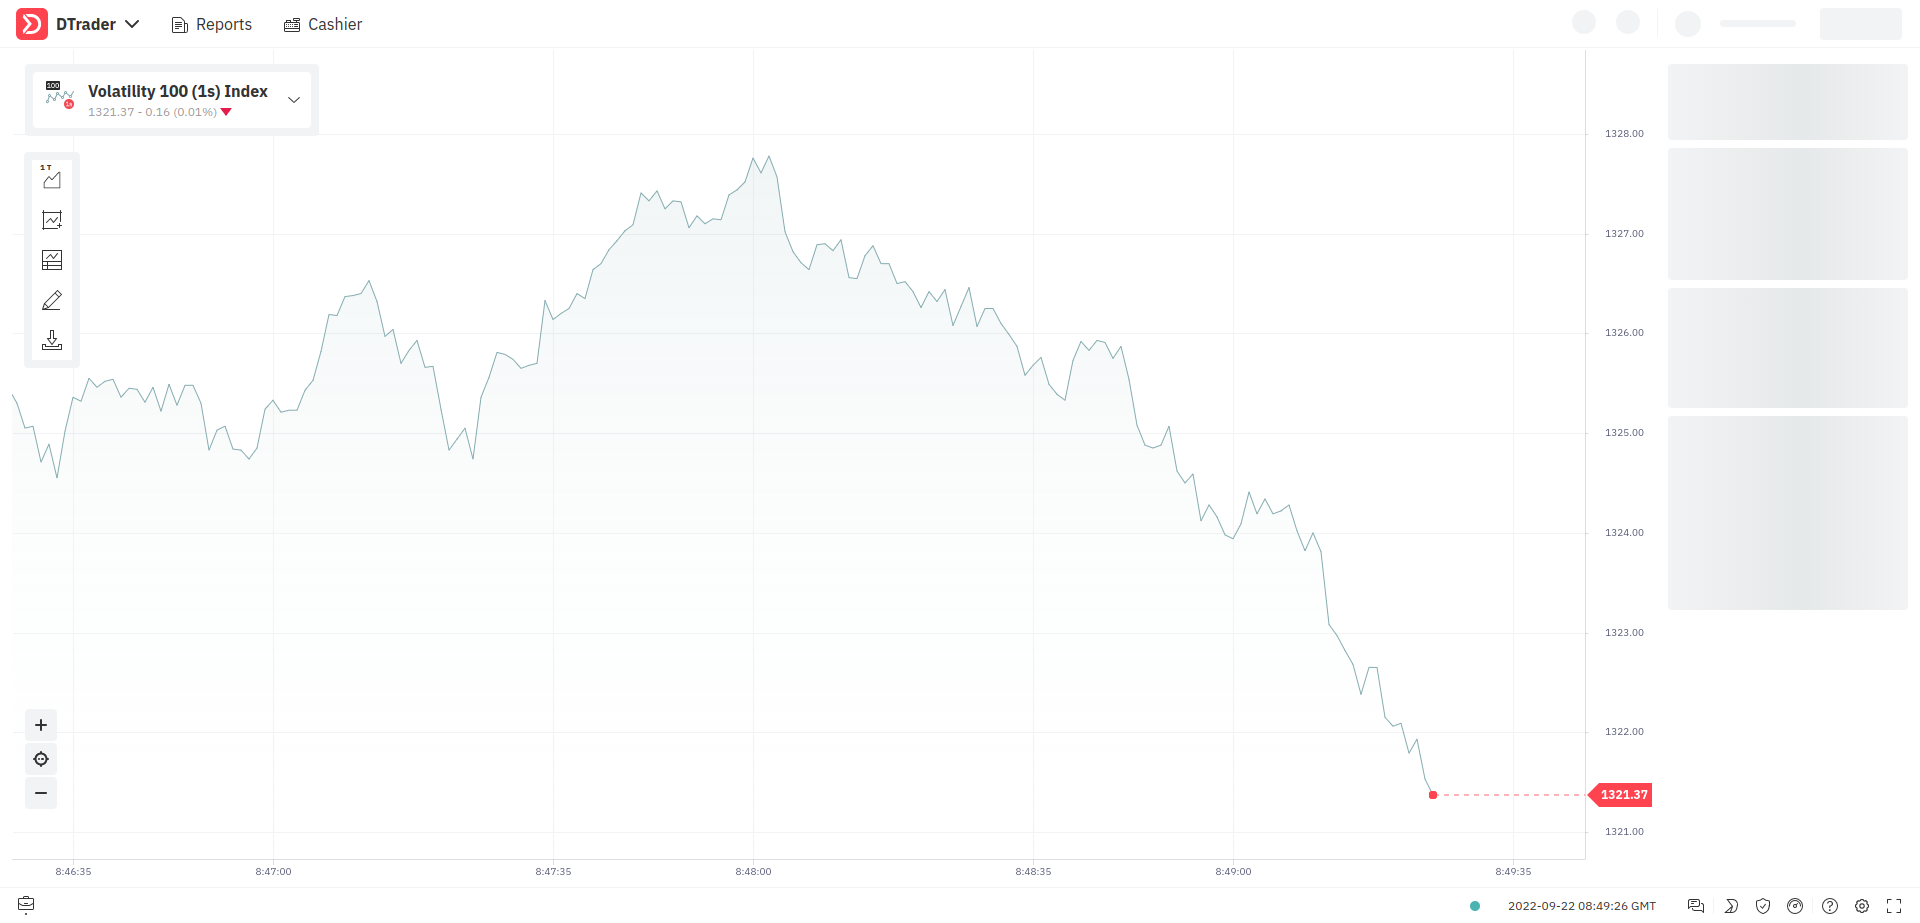 DTrader
Reports
Cashier
100
Volatility 100 (1s) Index
1s
1321.37 - 0.16 (0.01%)
1T
1328.00
1327.00
1326.00
1325.00
1324.00
1323.00
1322.00
1321.37
1321.00
8:46:35
8:47:00
8:47:35
8:48:00
8:48:35
8:49:00
8:49:35
2022-09-22 08:49:26 GMT